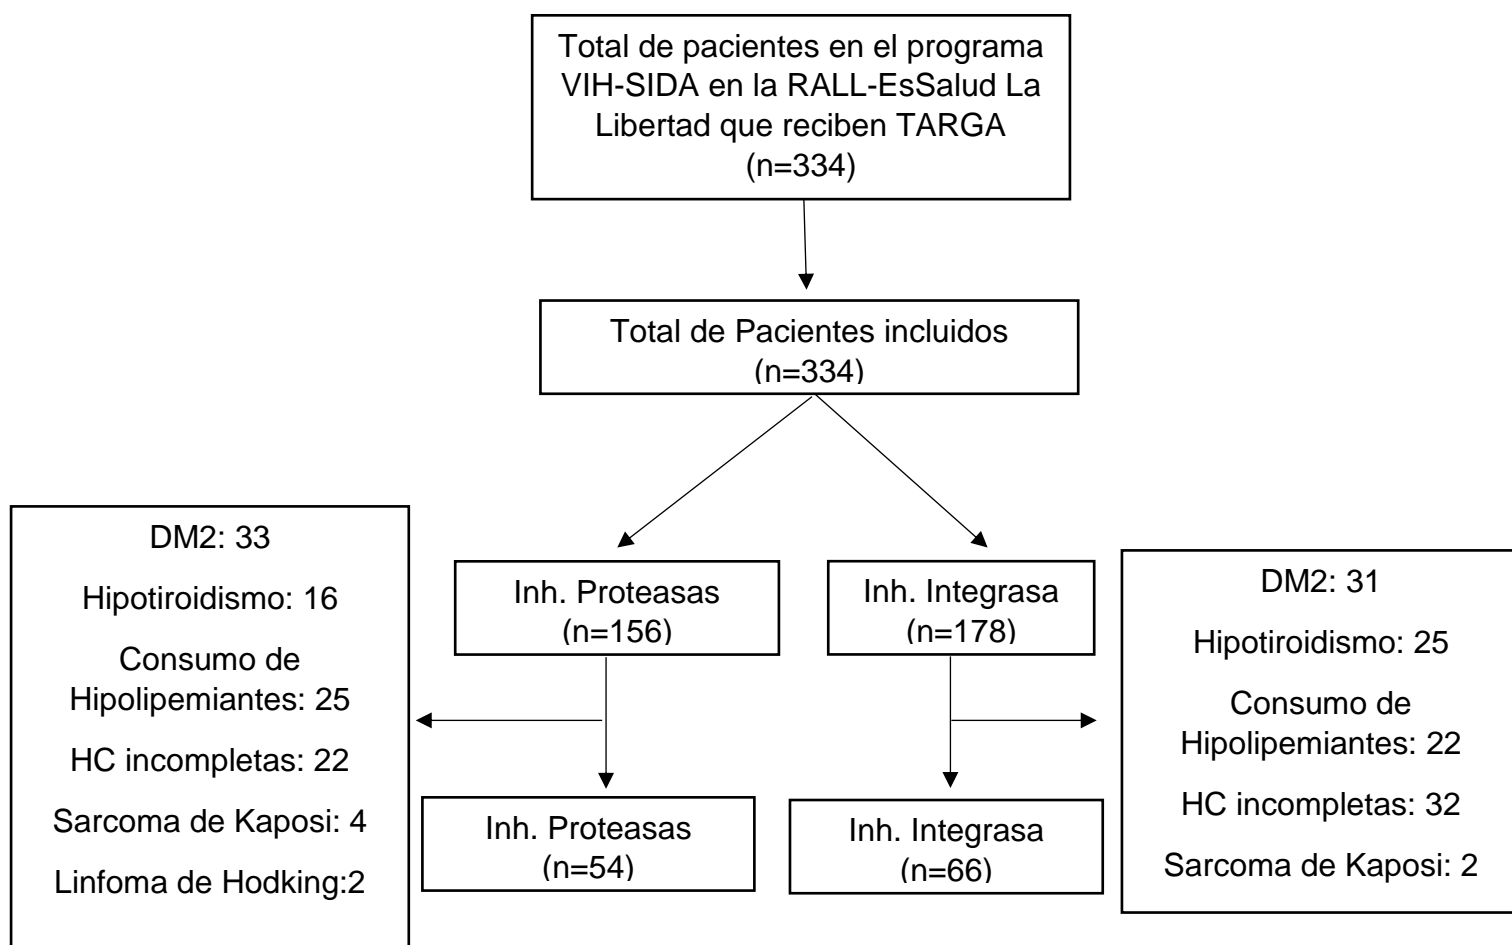 Total de pacientes en el programa
VIH-SIDA en la RALL-EsSalud La
Libertad que reciben TARGA
(n=334)
Total de Pacientes incluidos
(n=334)
DM2: 33
Hipotiroidismo: 16
Consumo de
Hipolipemiantes: 25
HC incompletas: 22
Sarcoma de Kaposi: 4
Linfoma de Hodking:2
Inh. Proteasas
(n=156)
Inh. Integrasa
(n=178)
DM2: 31
Hipotiroidismo: 25
Consumo de
Hipolipemiantes: 22
HC incompletas: 32
Sarcoma de Kaposi: 2
Inh. Proteasas
(n=54)
Inh. Integrasa
(n=66)